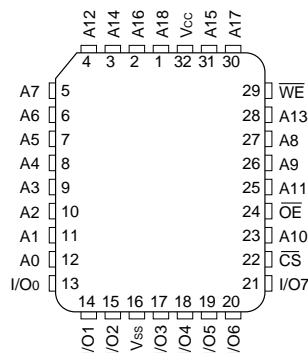 A12 A14 A16 A18 Vcc A15 A17
4 3 2 1 32 31 30
A7 5 29 W̅E̅
A6 6 28 A13
A5 7 27 A8
A4 8 26 A9
A3 9 25 A11
A2 10 24 O̅E̅
A1 11 23 A10
A0 12 22 C̅S̅
I/O0 13 21 I/O7
14 15 16 17 18 19 20
/O1 /O2 Vss /O3 /O4 /O5 /O6